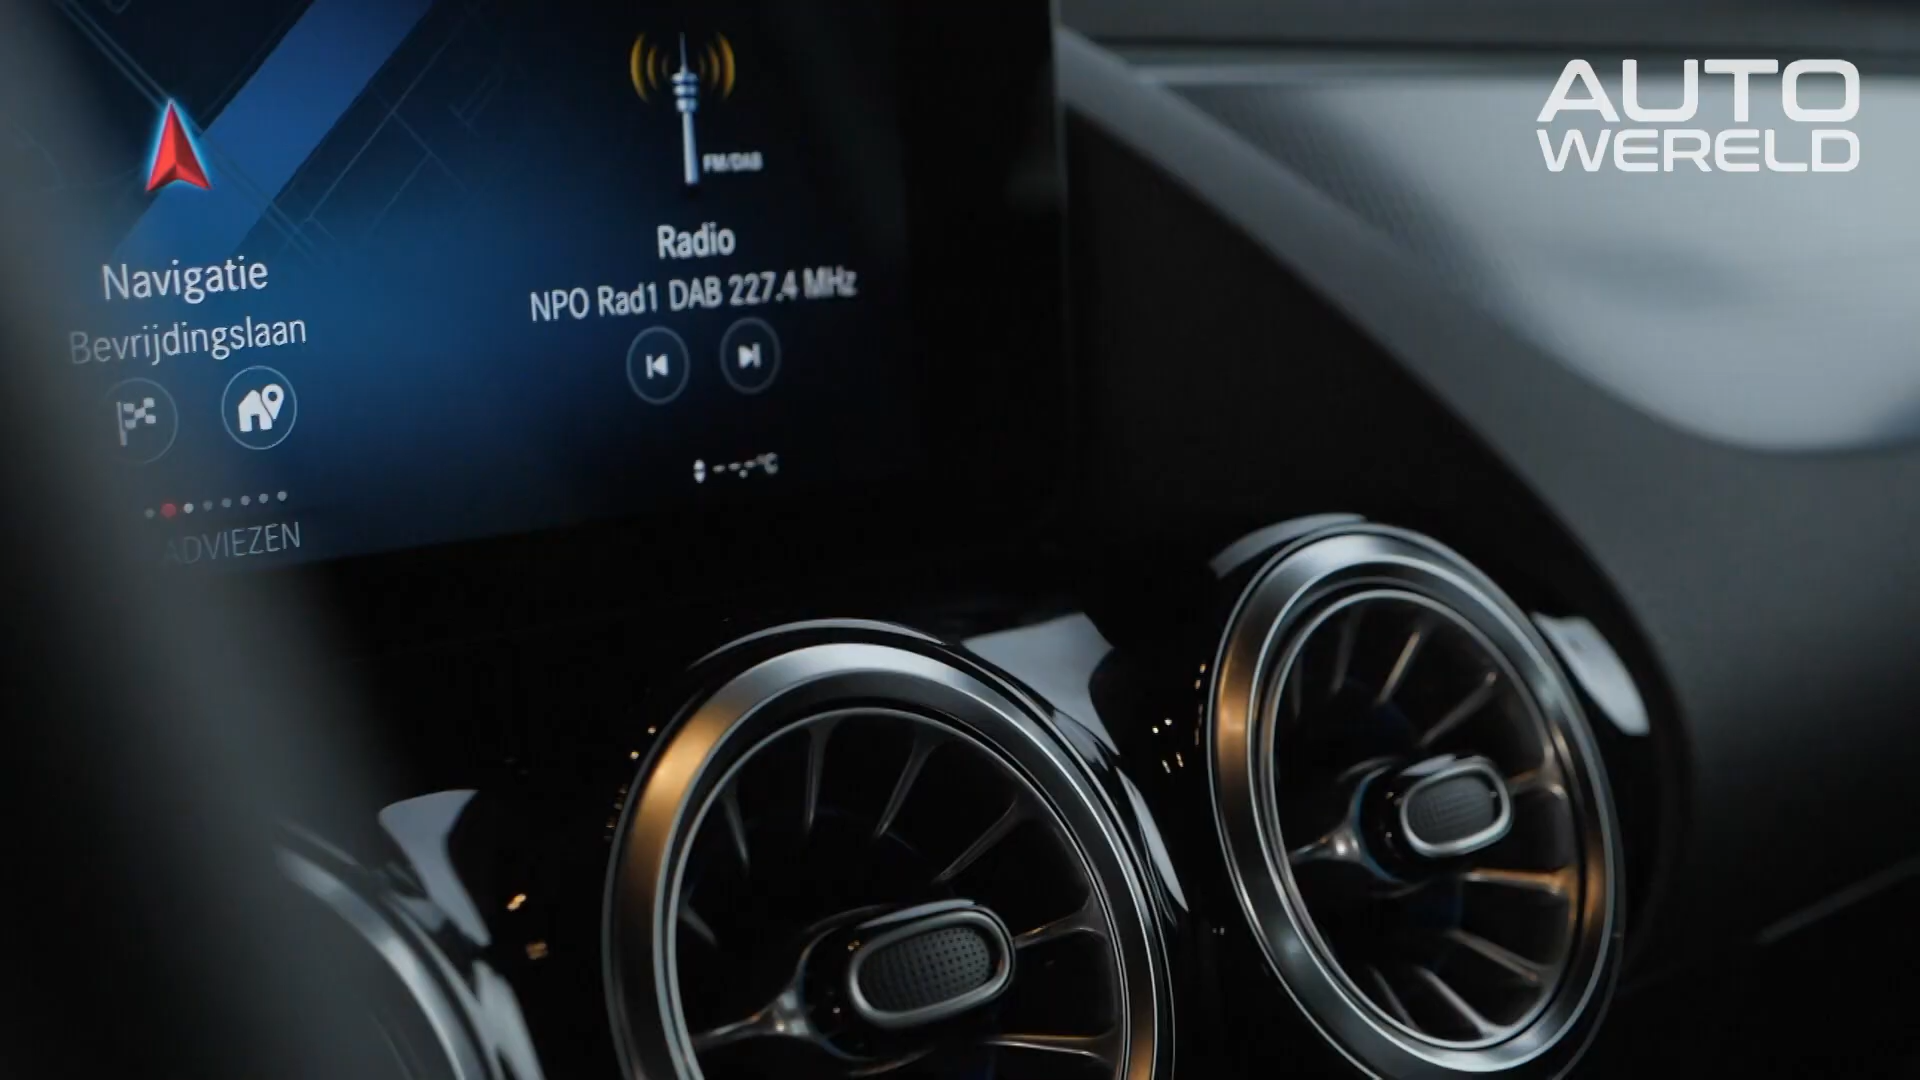 AUTO
WERELD
FM/DAB
Radio
NPO Rad1 DAB 227.4 MHz
--.-°C
Navigatie
Bevrijdingslaan
ADVIEZEN